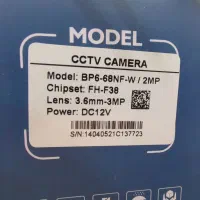 MODEL
CCTV CAMERA
Model: BP6-68NF-W / 2MP
Chipset: FH-F38
Lens: 3.6mm-3MP
Power: DC12V
S/N:14040521C137723